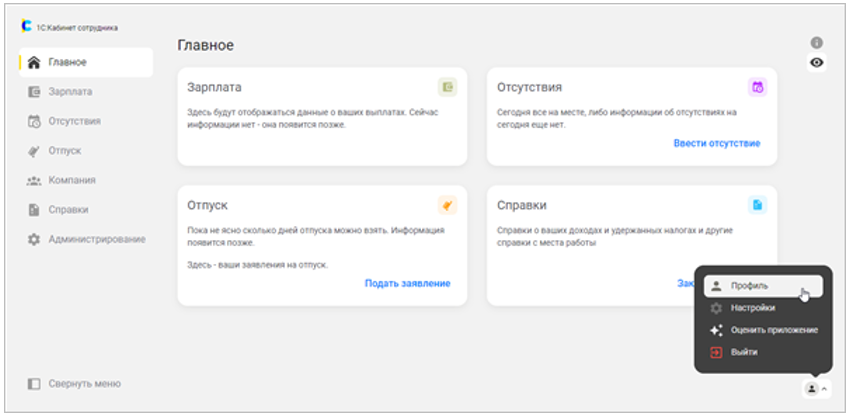 1С:Кабинет сотрудника
Главное
Зарплата
Отсутствия
Отпуск
Компания
Справки
Администрирование
Свернуть меню
Главное
Зарплата
Здесь будут отображаться данные о ваших выплатах. Сейчас
информации нет - она появится позже.
Отсутствия
Сегодня все на месте, либо информации об отсутствиях на
сегодня еще нет.
Ввести отсутствие
Отпуск
Пока не ясно сколько дней отпуска можно взять. Информация
появится позже.
Здесь - ваши заявления на отпуск.
Подать заявление
Справки
Справки о ваших доходах и удержанных налогах и другие
справки с места работы
Профиль
Настройки
Оценить приложение
Выйти